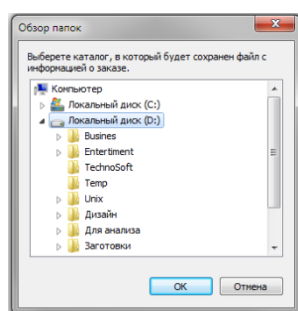 Обзор папок
Выберете каталог, в который будет сохранен файл с
информацией о заказе.
Компьютер
Локальный диск (C:)
Локальный диск (D:)
Busines
Entertiment
TechnoSoft
Temp
Unix
Дизайн
Для анализа
Заготовки
OK
Отмена